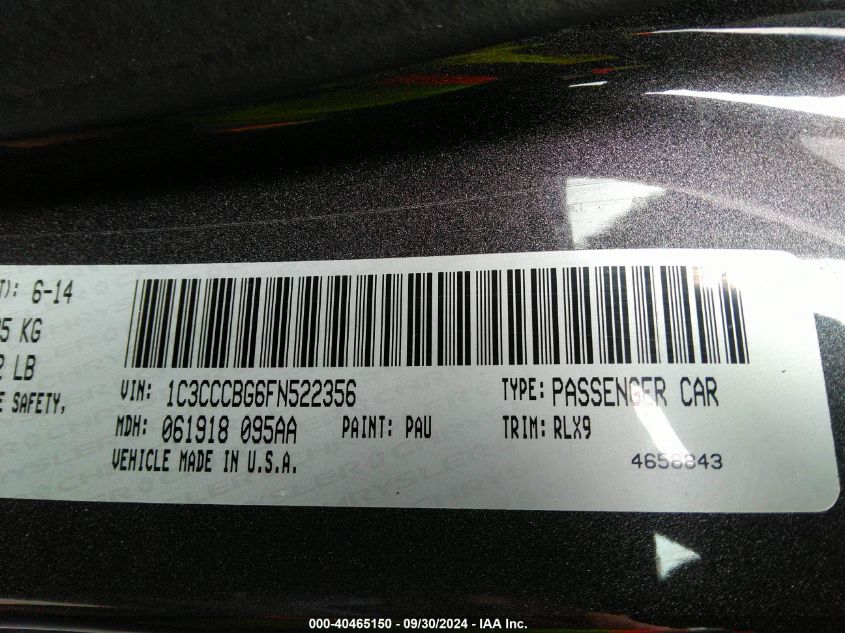 T): 6-14
5 KG
2 LB
E SAFETY,
VIN: 1C3CCCBG6FN522356 TYPE: PASSENGER CAR
MDH: 061918 095AA PAINT: PAU TRIM: RLX9
VEHICLE MADE IN U.S.A. 4658843
000-40465150 - 09/30/2024 - IAA Inc.